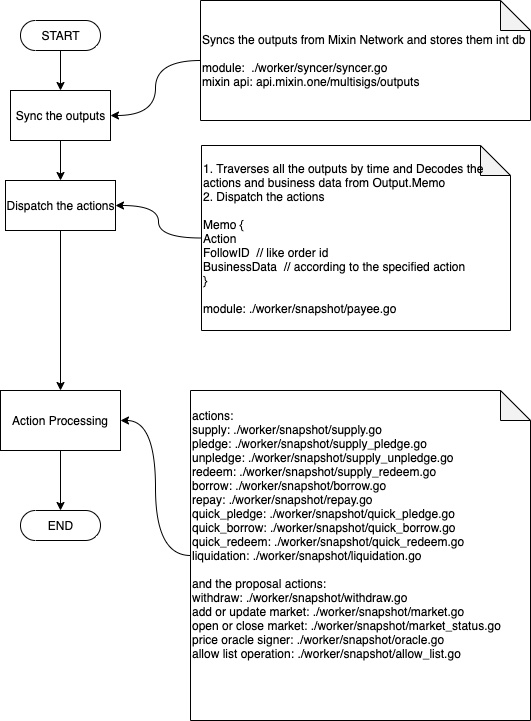 START
Syncs the outputs from Mixin Network and stores them int db
module:  ./worker/syncer/syncer.go
mixin api: api.mixin.one/multisigs/outputs
Sync the outputs
1. Traverses all the outputs by time and Decodes the
actions and business data from Output.Memo
2. Dispatch the actions
Memo {
Action
FollowID  // like order id
BusinessData  // according to the specified action
}
module: ./worker/snapshot/payee.go
Dispatch the actions
Action Processing
actions:
supply: ./worker/snapshot/supply.go
pledge: ./worker/snapshot/supply_pledge.go
unpledge: ./worker/snapshot/supply_unpledge.go
redeem: ./worker/snapshot/supply_redeem.go
borrow: ./worker/snapshot/borrow.go
repay: ./worker/snapshot/repay.go
quick_pledge: ./worker/snapshot/quick_pledge.go
quick_borrow: ./worker/snapshot/quick_borrow.go
quick_redeem: ./worker/snapshot/quick_redeem.go
liquidation: ./worker/snapshot/liquidation.go
and the proposal actions:
withdraw: ./worker/snapshot/withdraw.go
add or update market: ./worker/snapshot/market.go
open or close market: ./worker/snapshot/market_status.go
price oracle signer: ./worker/snapshot/oracle.go
allow list operation: ./worker/snapshot/allow_list.go
END